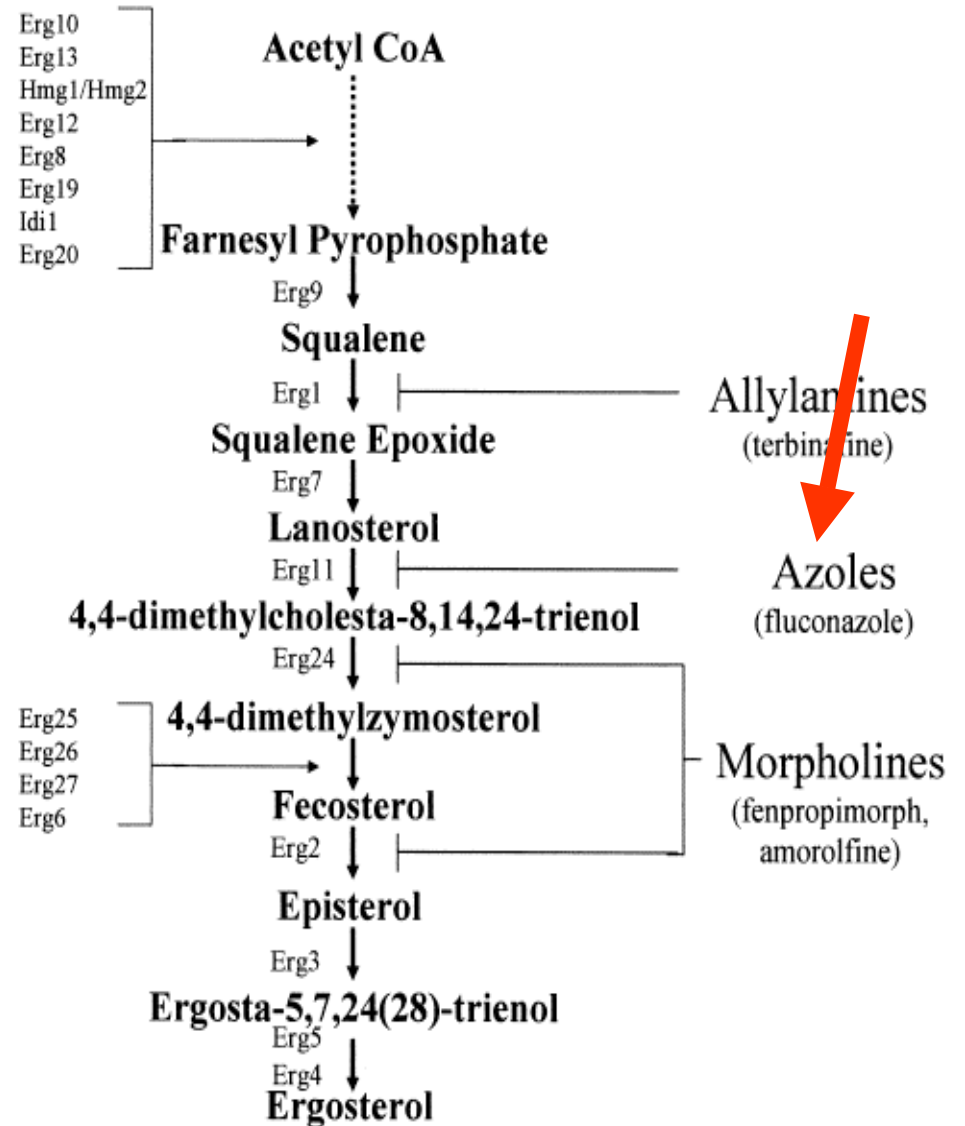 Erg10
Erg13
Hmg1/Hmg2
Erg12
Erg8
Erg19
Idi1
Erg20
Acetyl CoA
Farnesyl Pyrophosphate
Erg9
Squalene
Erg1
Allylamines
(terbinafine)
Squalene Epoxide
Erg7
Lanosterol
Erg11
Azoles
(fluconazole)
4,4-dimethylcholesta-8,14,24-trienol
Erg24
4,4-dimethylzymosterol
Erg25
Erg26
Erg27
Erg6
Morpholines
(fenpropimorph,
amorolfine)
Fecosterol
Erg2
Episterol
Erg3
Ergosta-5,7,24(28)-trienol
Erg5
Erg4
Ergosterol